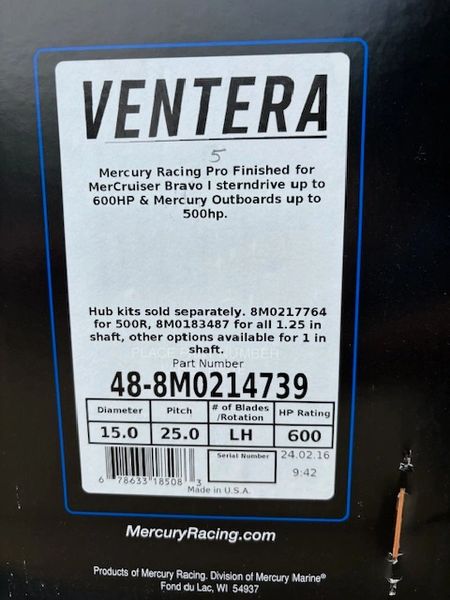 VENTERA
5
Mercury Racing Pro Finished for
MerCruiser Bravo I sterndrive up to
600HP & Mercury Outboards up to
500hp.
Hub kits sold separately. 8M0217764
for 500R, 8M0183487 for all 1.25 in
shaft, other options available for 1 in
shaft.
PLACE PART NUMBER
Part Number
48-8M0214739
Diameter Pitch # of Blades /Rotation HP Rating
15.0 25.0 LH 600
Serial Number 24.02.16
9:42
6 78633 18508 3
Made in U.S.A.
MercuryRacing.com
Products of Mercury Racing. Division of Mercury Marine®
Fond du Lac, WI 54937